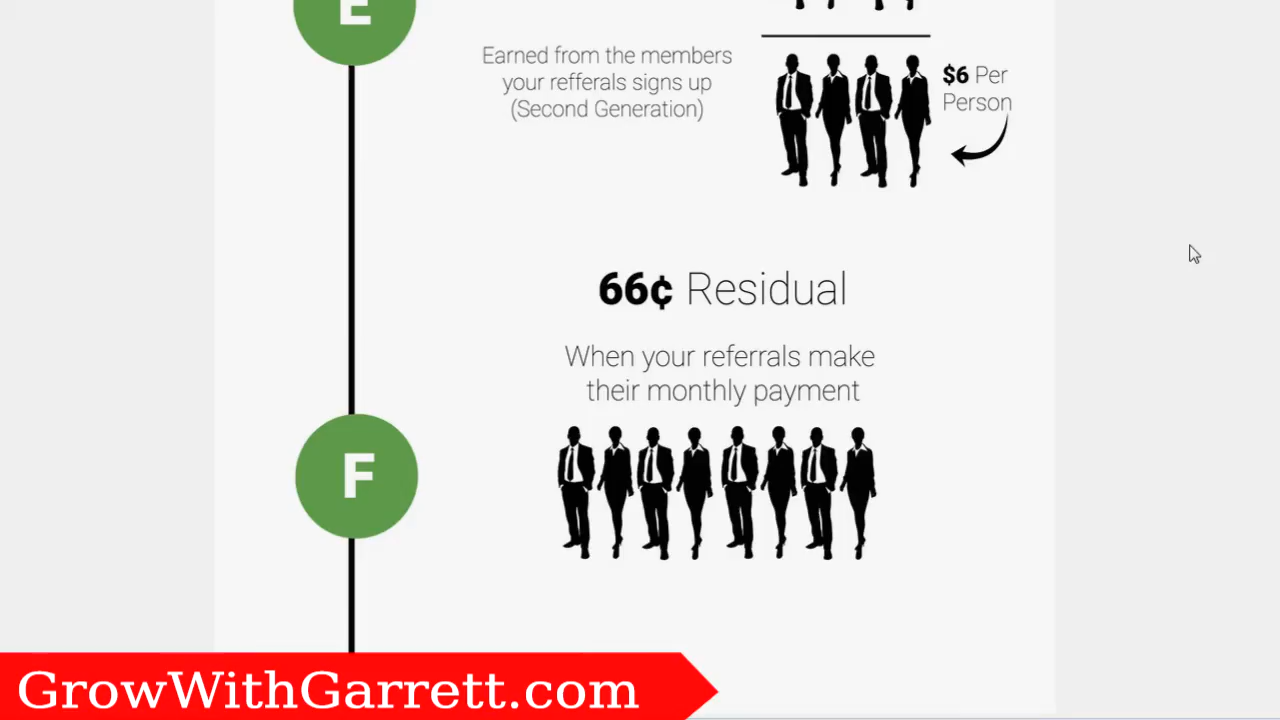 E
Earned from the members
your refferals signs up
(Second Generation)
$6 Per
Person
66¢ Residual
When your referrals make
their monthly payment
F
GrowWithGarrett.com